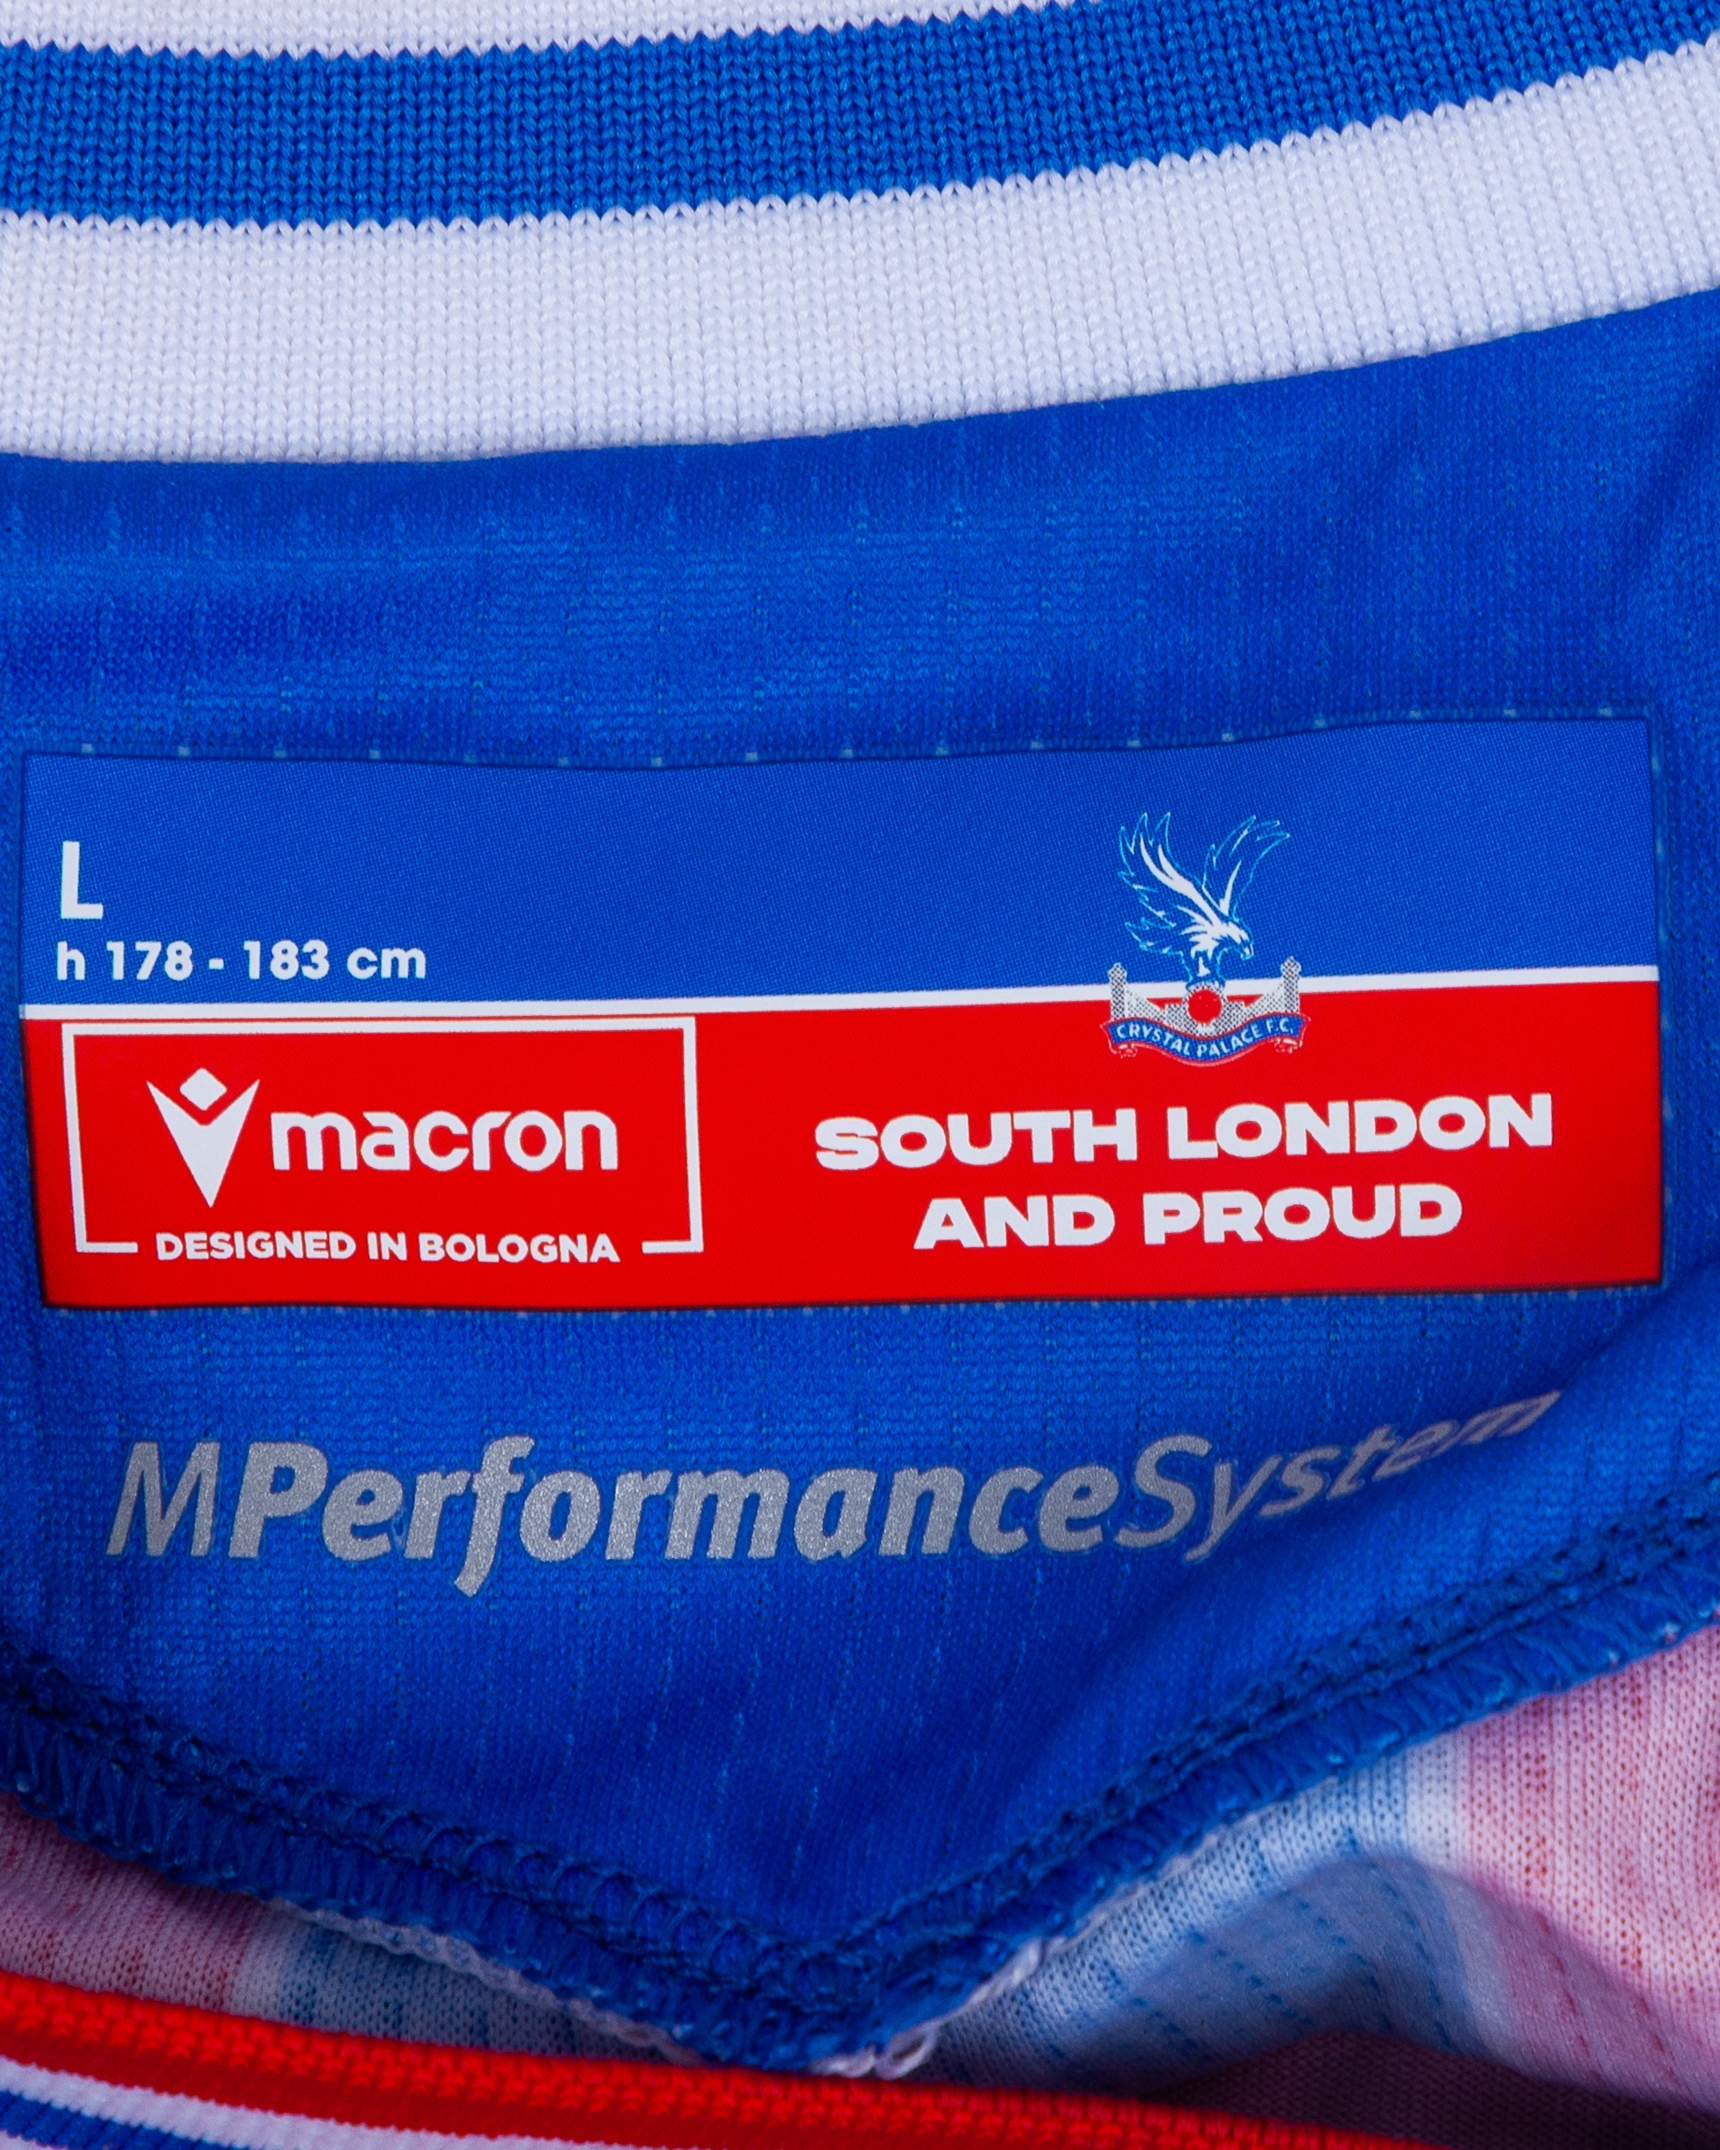 L
h 178 - 183 cm
macron
DESIGNED IN BOLOGNA
CRYSTAL PALACE F.C.
SOUTH LONDON
AND PROUD
MPerformanceSystem